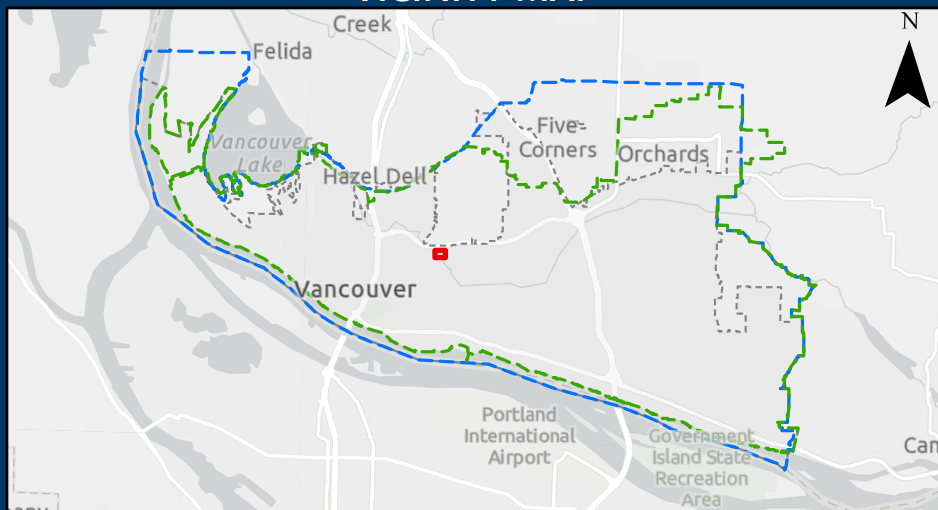 N
Creek
Felida
Vancouver
Lake
Five-
Corners
Orchards
Hazel Dell
Vancouver
Portland
International
Airport
Government
Island State
Recreation
Area